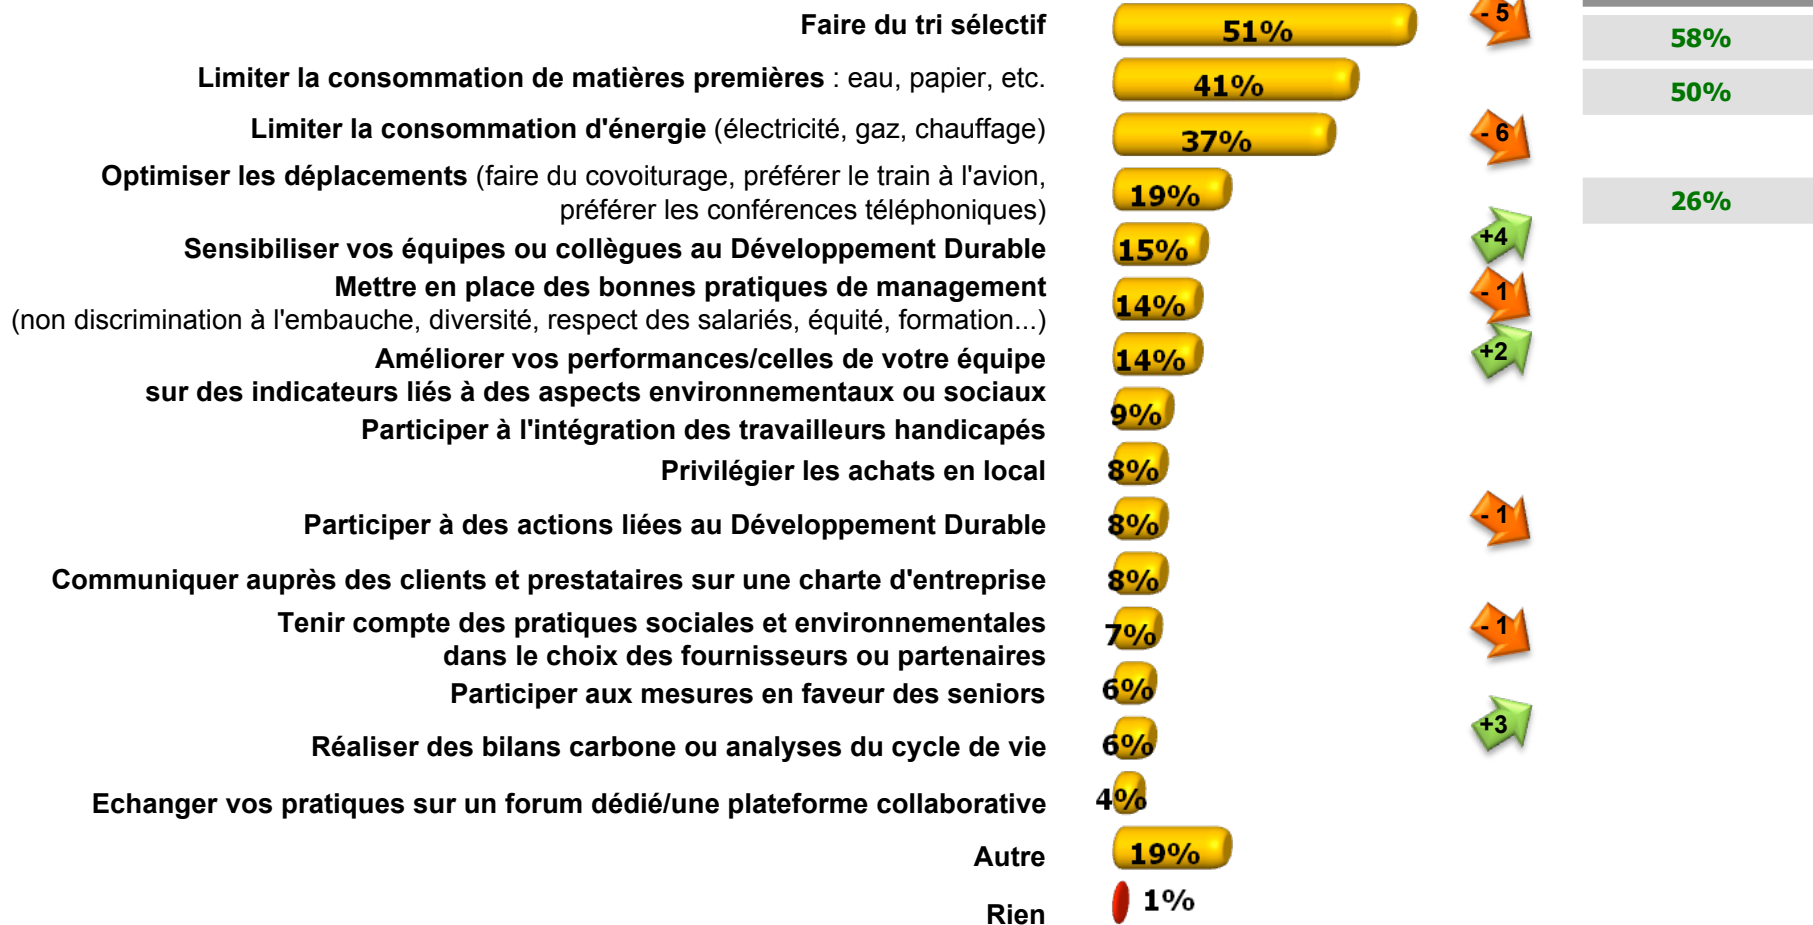 Faire du tri sélectif 51% - 5 58%
Limiter la consommation de matières premières : eau, papier, etc. 41% 50%
Limiter la consommation d'énergie (électricité, gaz, chauffage) 37% - 6
Optimiser les déplacements (faire du covoiturage, préférer le train à l'avion,
préférer les conférences téléphoniques) 19% 26%
Sensibiliser vos équipes ou collègues au Développement Durable 15% +4
Mettre en place des bonnes pratiques de management
(non discrimination à l'embauche, diversité, respect des salariés, équité, formation...) 14% - 1
Améliorer vos performances/celles de votre équipe
sur des indicateurs liés à des aspects environnementaux ou sociaux 14% +2
Participer à l'intégration des travailleurs handicapés 9%
Privilégier les achats en local 8%
Participer à des actions liées au Développement Durable 8% - 1
Communiquer auprès des clients et prestataires sur une charte d'entreprise 8%
Tenir compte des pratiques sociales et environnementales
dans le choix des fournisseurs ou partenaires 7% - 1
Participer aux mesures en faveur des seniors 6%
Réaliser des bilans carbone ou analyses du cycle de vie 6% +3
Echanger vos pratiques sur un forum dédié/une plateforme collaborative 4%
Autre 19%
Rien 1%